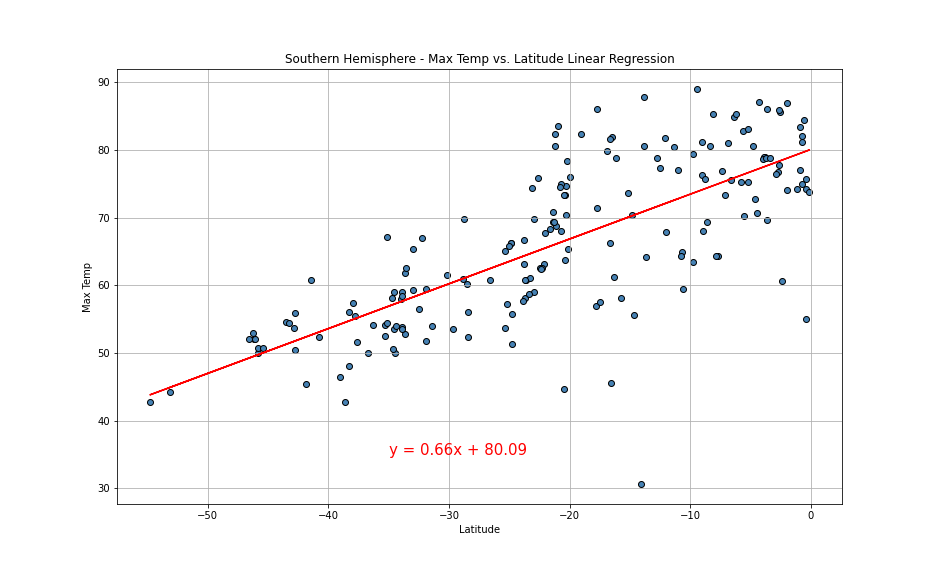 Southern Hemisphere - Max Temp vs. Latitude Linear Regression
90
80
70
60
50
40
30
Max Temp
y = 0.66x + 80.09
−50 −40 −30 −20 −10 0
Latitude